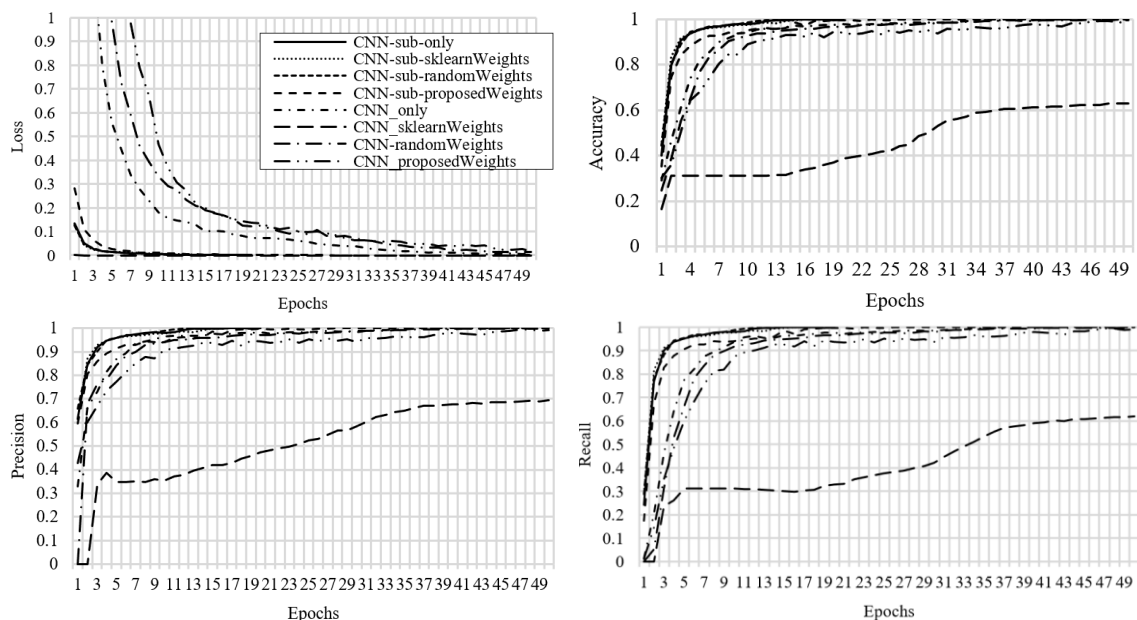 1
0.9
0.8
0.7
0.6
0.5
0.4
0.3
0.2
0.1
0
Loss
1 3 5 7 9 11 13 15 17 19 21 23 25 27 29 31 33 35 37 39 41 43 45 47 49
Epochs
CNN-sub-only
CNN-sub-sklearnWeights
CNN-sub-randomWeights
CNN-sub-proposedWeights
CNN_only
CNN_sklearnWeights
CNN-randomWeights
CNN_proposedWeights
1
0.8
0.6
0.4
0.2
0
Accuracy
1 4 7 10 13 16 19 22 25 28 31 34 37 40 43 46 49
Epochs
1
0.9
0.8
0.7
0.6
0.5
0.4
0.3
0.2
0.1
0
Precision
1 3 5 7 9 11 13 15 17 19 21 23 25 27 29 31 33 35 37 39 41 43 45 47 49
Epochs
1
0.9
0.8
0.7
0.6
0.5
0.4
0.3
0.2
0.1
0
Recall
1 3 5 7 9 11 13 15 17 19 21 23 25 27 29 31 33 35 37 39 41 43 45 47 49
Epochs